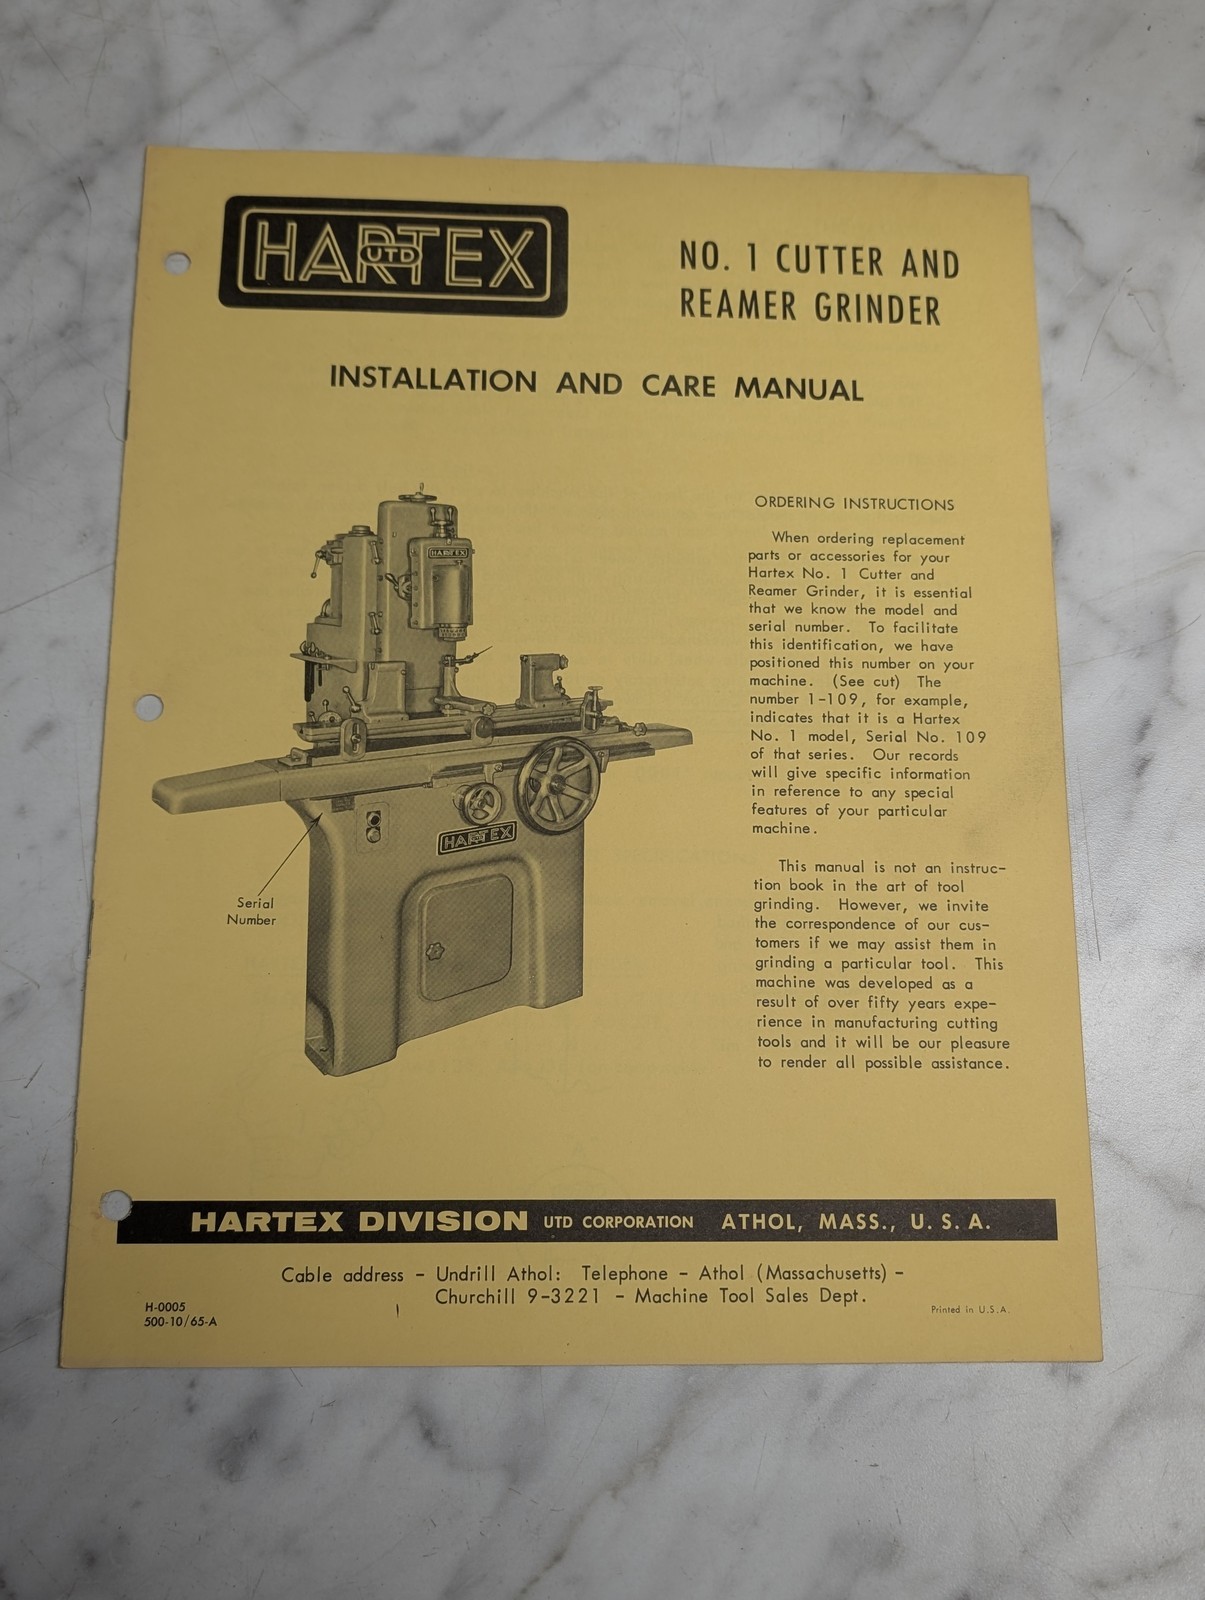 HARTEX
UTD
NO. 1 CUTTER AND
REAMER GRINDER
INSTALLATION AND CARE MANUAL
HARTEX
HARTEX
Serial
Number
ORDERING INSTRUCTIONS
When ordering replacement
parts or accessories for your
Hartex No. 1 Cutter and
Reamer Grinder, it is essential
that we know the model and
serial number. To facilitate
this identification, we have
positioned this number on your
machine. (See cut) The
number 1-109, for example,
indicates that it is a Hartex
No. 1 model, Serial No. 109
of that series. Our records
will give specific information
in reference to any special
features of your particular
machine.
This manual is not an instruc-
tion book in the art of tool
grinding. However, we invite
the correspondence of our cus-
tomers if we may assist them in
grinding a particular tool. This
machine was developed as a
result of over fifty years expe-
rience in manufacturing cutting
tools and it will be our pleasure
to render all possible assistance.
HARTEX DIVISION UTD CORPORATION ATHOL, MASS., U. S. A.
Cable address - Undrill Athol: Telephone - Athol (Massachusetts) -
Churchill 9-3221 - Machine Tool Sales Dept.
H-0005
500-10/65-A
Printed in U.S.A.